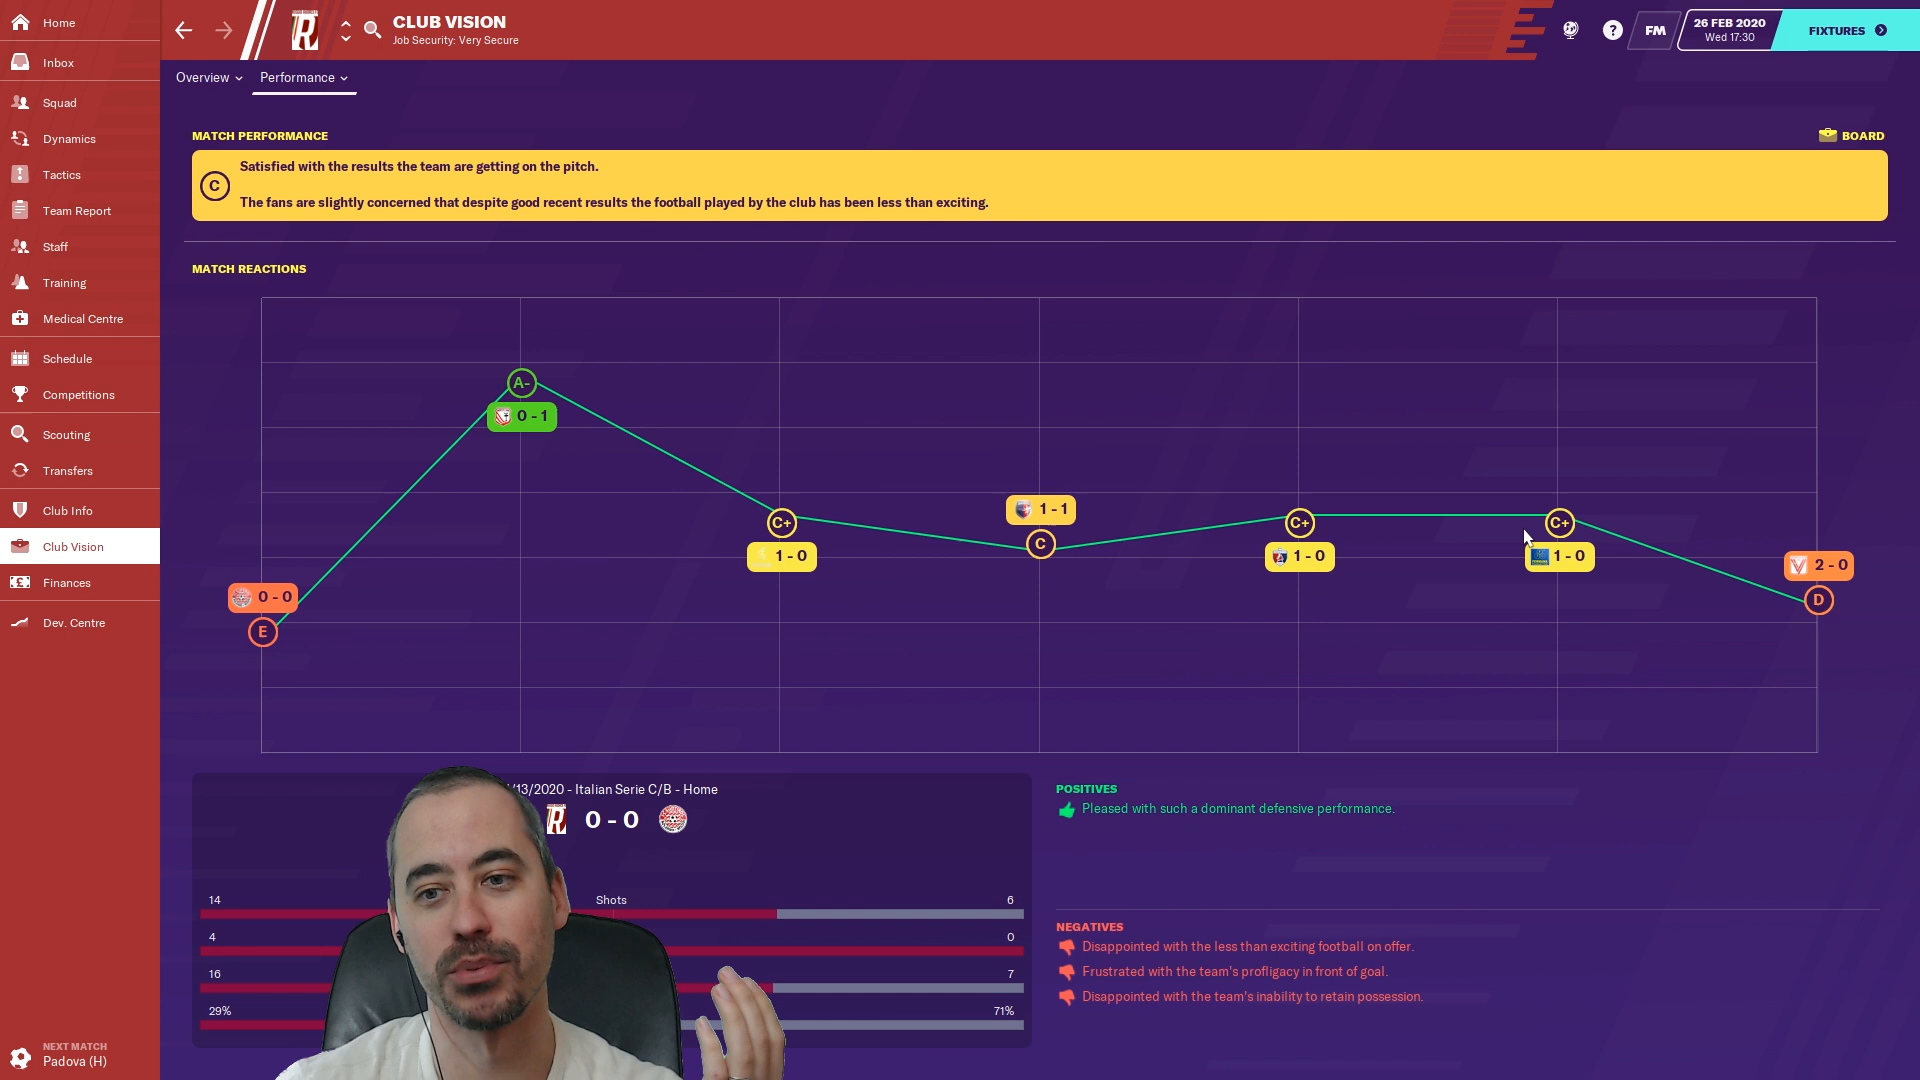 Home
Inbox
Squad
Dynamics
Tactics
Team Report
Staff
Training
Medical Centre
Schedule
Competitions
Scouting
Transfers
Club Info
Club Vision
Finances
Dev. Centre
NEXT MATCH
Padova (H)
CLUB VISION
Job Security: Very Secure
?
FM
26 FEB 2020
Wed 17:30
FIXTURES
Overview
Performance
MATCH PERFORMANCE
BOARD
C
Satisfied with the results the team are getting on the pitch.
The fans are slightly concerned that despite good recent results the football played by the club has been less than exciting.
MATCH REACTIONS
0 - 0
E
A-
0 - 1
C+
1 - 0
1 - 1
C
C+
1 - 0
C+
1 - 0
2 - 0
D
/13/2020 - Italian Serie C/B - Home
R 0 - 0
14 Shots 6
4 0
16 7
29% 71%
POSITIVES
Pleased with such a dominant defensive performance.
NEGATIVES
Disappointed with the less than exciting football on offer.
Frustrated with the team's profligacy in front of goal.
Disappointed with the team's inability to retain possession.